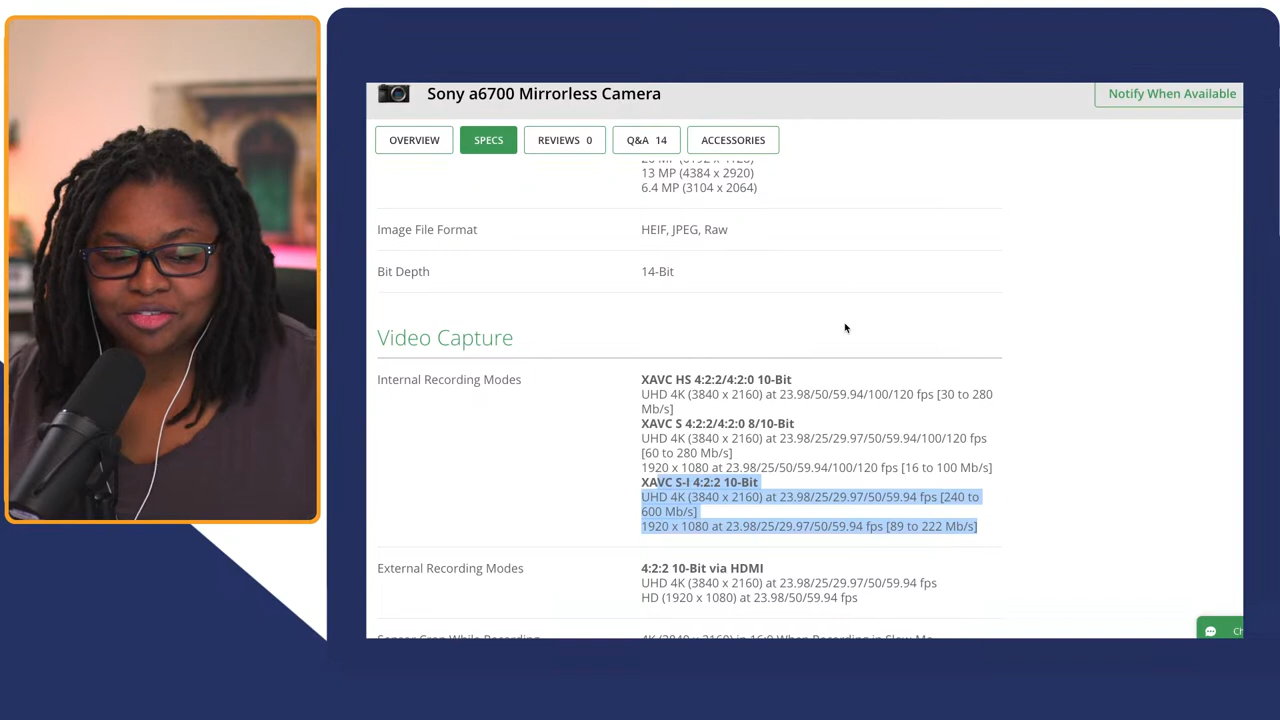 Sony a6700 Mirrorless Camera
Notify When Available
OVERVIEW
SPECS
REVIEWS 0
Q&A 14
ACCESSORIES
13 MP (4384 x 2920)
6.4 MP (3104 x 2064)
Image File Format
HEIF, JPEG, Raw
Bit Depth
14-Bit
Video Capture
Internal Recording Modes
XAVC HS 4:2:2/4:2:0 10-Bit
UHD 4K (3840 x 2160) at 23.98/50/59.94/100/120 fps [30 to 280
Mb/s]
XAVC S 4:2:2/4:2:0 8/10-Bit
UHD 4K (3840 x 2160) at 23.98/25/29.97/50/59.94/100/120 fps
[60 to 280 Mb/s]
1920 x 1080 at 23.98/25/50/59.94/100/120 fps [16 to 100 Mb/s]
XAVC S-I 4:2:2 10-Bit
UHD 4K (3840 x 2160) at 23.98/25/29.97/50/59.94 fps [240 to
600 Mb/s]
1920 x 1080 at 23.98/25/29.97/50/59.94 fps [89 to 222 Mb/s]
External Recording Modes
4:2:2 10-Bit via HDMI
UHD 4K (3840 x 2160) at 23.98/25/29.97/50/59.94 fps
HD (1920 x 1080) at 23.98/50/59.94 fps